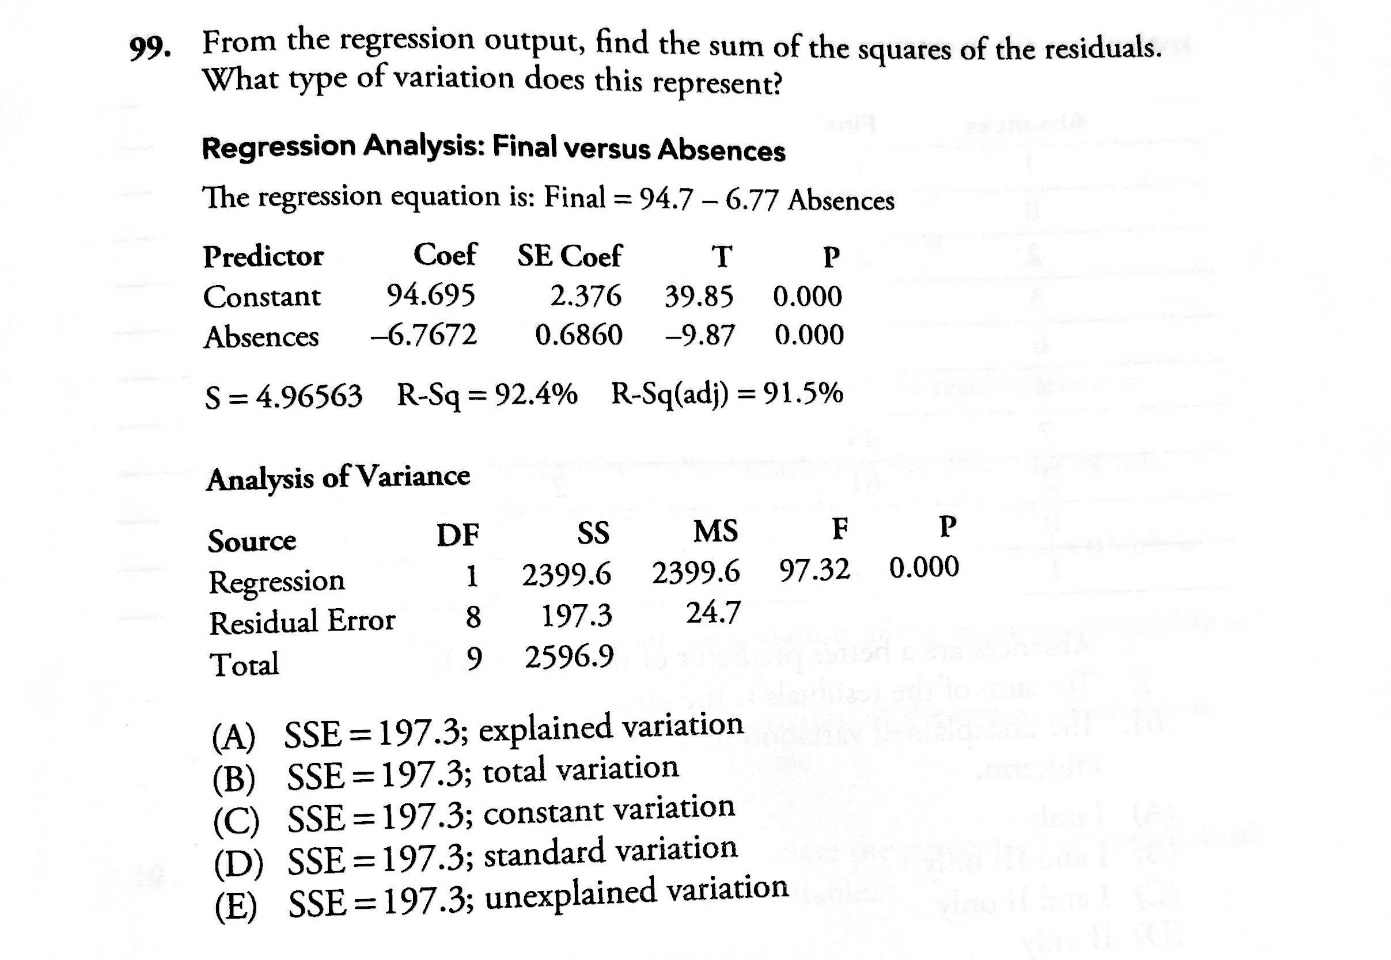 99. From the regression output, find the sum of the squares of the residuals.
What type of variation does this represent?
Regression Analysis: Final versus Absences
The regression equation is: Final = 94.7 – 6.77 Absences
Predictor Coef SE Coef T P
Constant 94.695 2.376 39.85 0.000
Absences –6.7672 0.6860 –9.87 0.000
S = 4.96563 R-Sq = 92.4% R-Sq(adj) = 91.5%
Analysis of Variance
Source DF SS MS F P
Regression 1 2399.6 2399.6 97.32 0.000
Residual Error 8 197.3 24.7
Total 9 2596.9
(A) SSE = 197.3; explained variation
(B) SSE = 197.3; total variation
(C) SSE = 197.3; constant variation
(D) SSE = 197.3; standard variation
(E) SSE = 197.3; unexplained variation